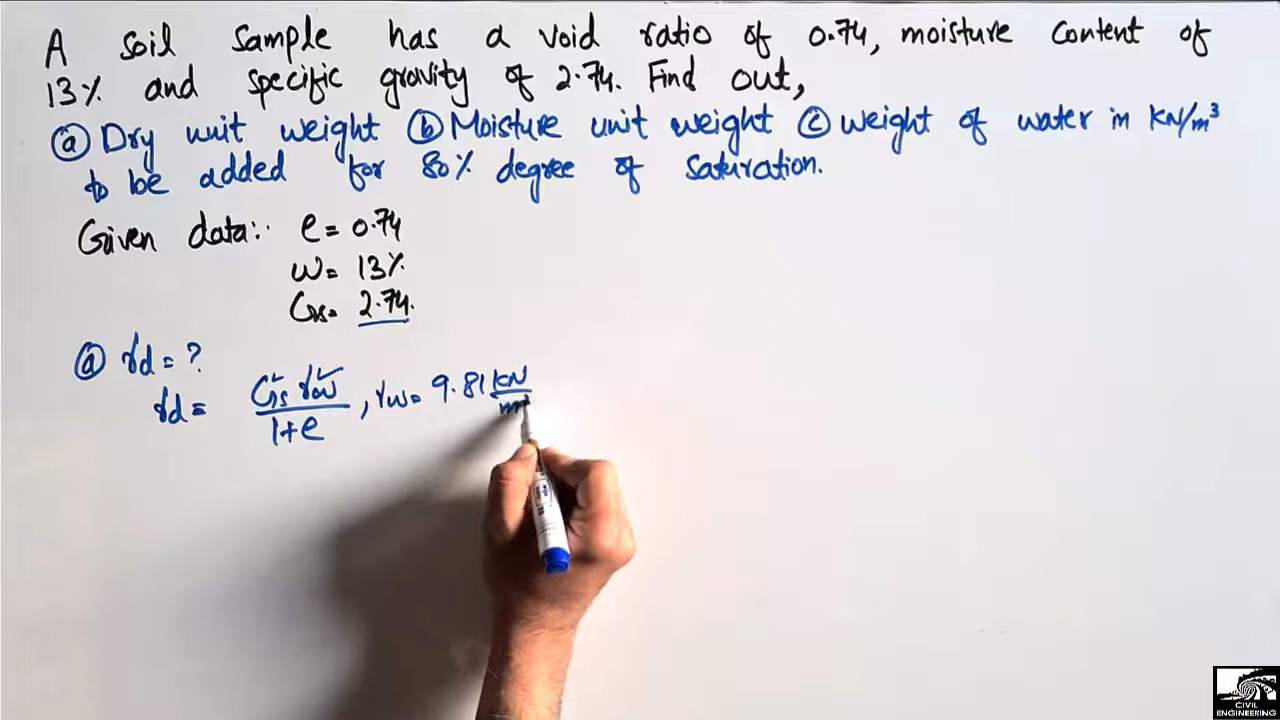 A soil sample has a void ratio of 0.74, moisture content of
13% and specific gravity of 2.74. Find out,
ⓐ Dry unit weight ⓑ Moisture unit weight ⓒ weight of water in KN/m³
to be added for 80% degree of saturation.
Given data:. e = 0.74
w = 13%
Gs = 2.74.
ⓐ γd = ?
γd = Gs γw / 1+e , γw = 9.81 KN/m³
CIVIL
ENGINEERING